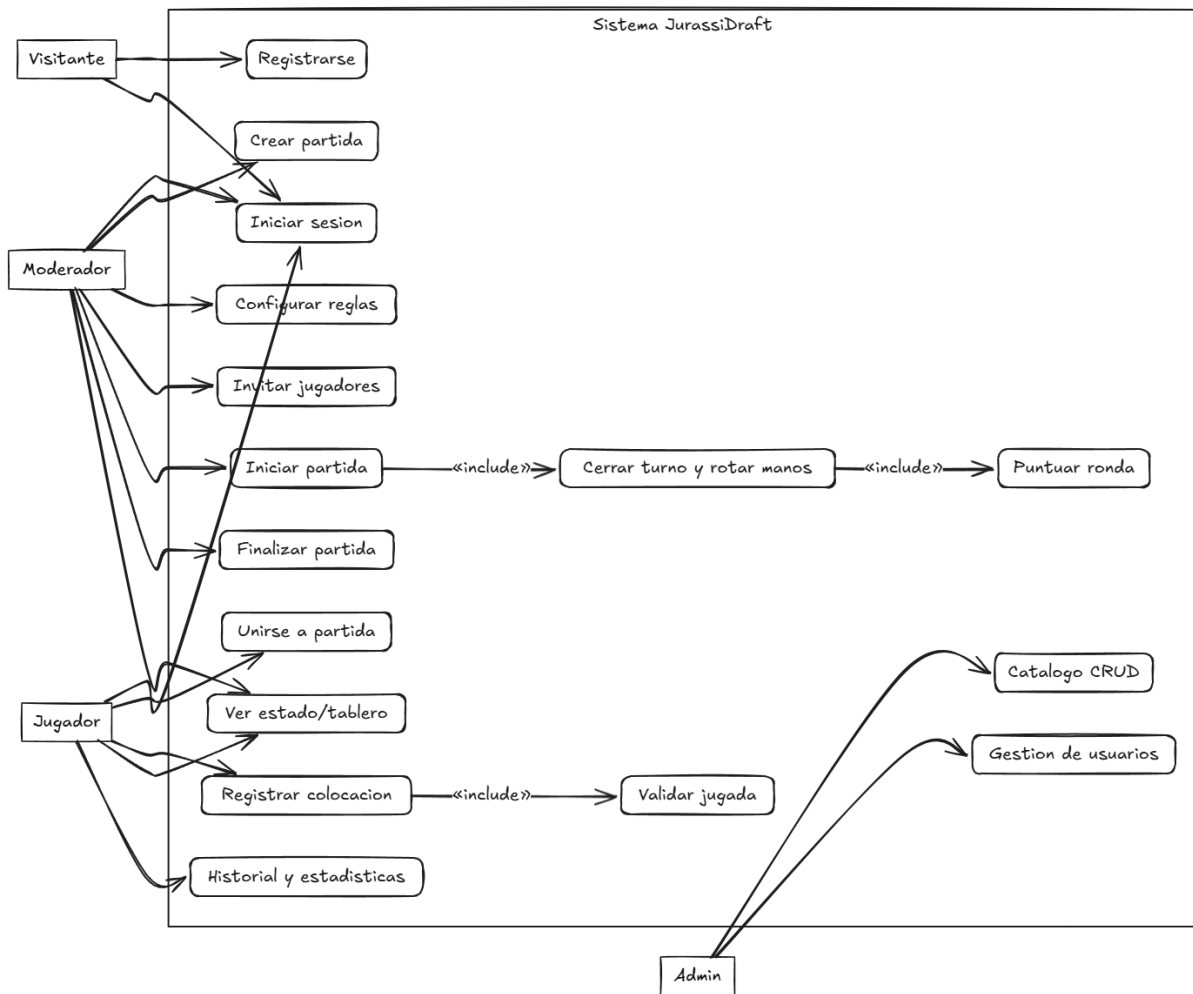 Sistema JurassiDraft
Visitante
Registrarse
Crear partida
Iniciar sesion
Moderador
Configurar reglas
Invitar jugadores
Iniciar partida
«include»
Cerrar turno y rotar manos
«include»
Puntuar ronda
Finalizar partida
Unirse a partida
Catalogo CRUD
Jugador
Ver estado/tablero
Gestion de usuarios
Registrar colocacion
«include»
Validar jugada
Historial y estadisticas
Admin